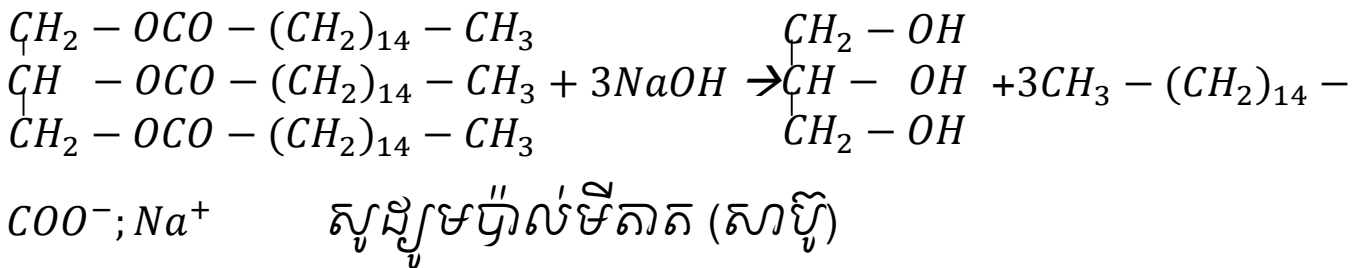 CH₂ − OCO − (CH₂)₁₄ − CH₃ CH₂ − OH
CH − OCO − (CH₂)₁₄ − CH₃ + 3NaOH → CH − OH +3CH₃ − (CH₂)₁₄ −
CH₂ − OCO − (CH₂)₁₄ − CH₃ CH₂ − OH
COO⁻; Na⁺ សូដ្យូមប៉ាល់មីតាត (សាប៊ូ)